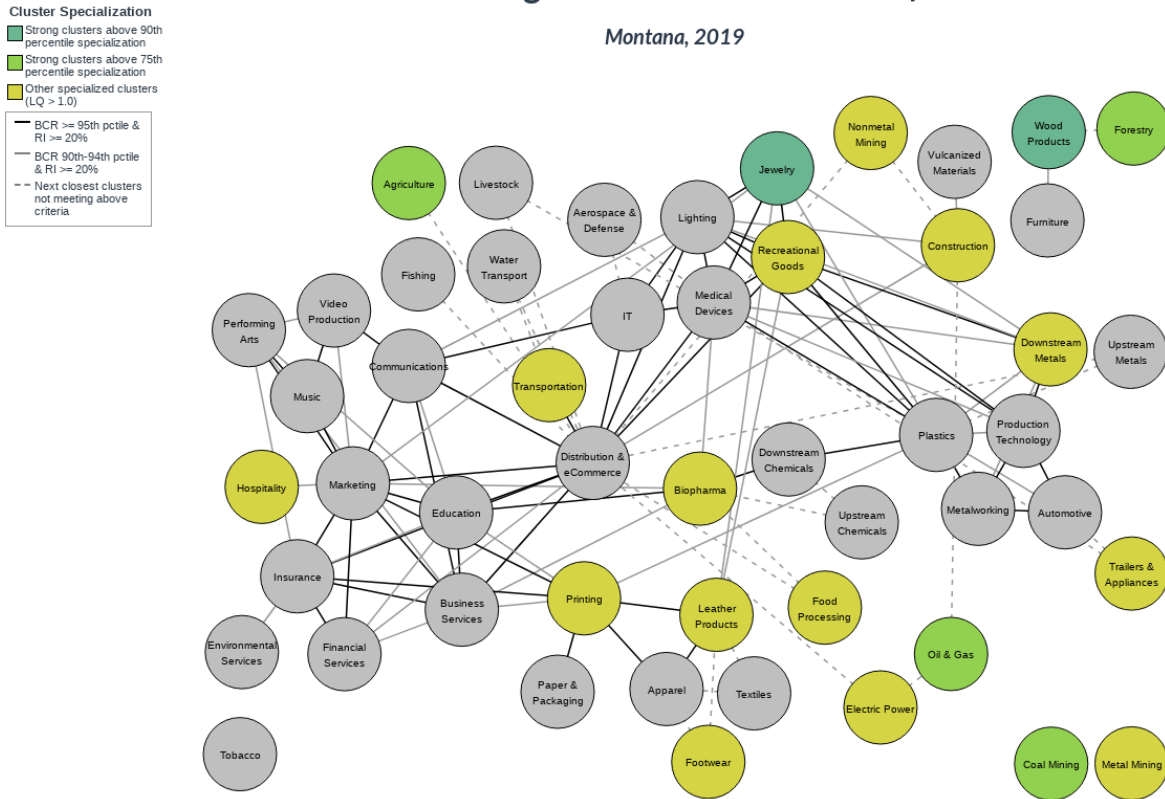 Cluster Specialization
Strong clusters above 90th
percentile specialization
Strong clusters above 75th
percentile specialization
Other specialized clusters
(LQ > 1.0)
BCR >= 95th pctile &
RI >= 20%
BCR 90th-94th pctile
& RI >= 20%
Next closest clusters
not meeting above
criteria
Montana, 2019
Nonmetal
Mining
Wood
Products
Forestry
Vulcanized
Materials
Jewelry
Agriculture
Livestock
Aerospace &
Defense
Lighting
Furniture
Construction
Recreational
Goods
Fishing
Water
Transport
Video
Production
Performing
Arts
IT
Medical
Devices
Downstream
Metals
Upstream
Metals
Communications
Transportation
Music
Plastics
Production
Technology
Distribution &
eCommerce
Downstream
Chemicals
Hospitality
Marketing
Education
Biopharma
Upstream
Chemicals
Metalworking
Automotive
Insurance
Business
Services
Printing
Leather
Products
Food
Processing
Trailers &
Appliances
Environmental
Services
Financial
Services
Paper &
Packaging
Apparel
Textiles
Oil & Gas
Electric Power
Tobacco
Footwear
Coal Mining
Metal Mining